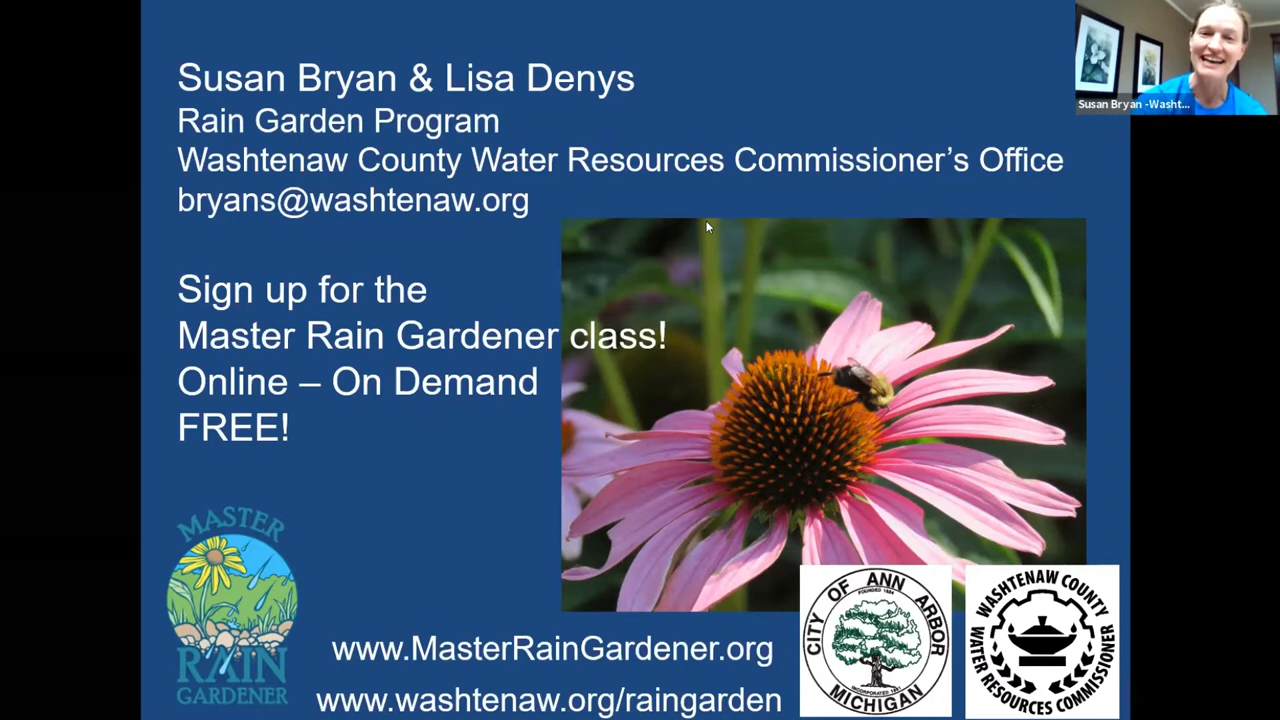 Susan Bryan & Lisa Denys
Rain Garden Program
Washtenaw County Water Resources Commissioner's Office
bryans@washtenaw.org
Susan Bryan -Washt...
Sign up for the
Master Rain Gardener class!
Online – On Demand
FREE!
MASTER
RAIN
GARDENER
www.MasterRainGardener.org
www.washtenaw.org/raingarden
CITY OF ANN ARBOR
MICHIGAN
WASHTENAW COUNTY
WATER RESOURCES COMMISSIONER